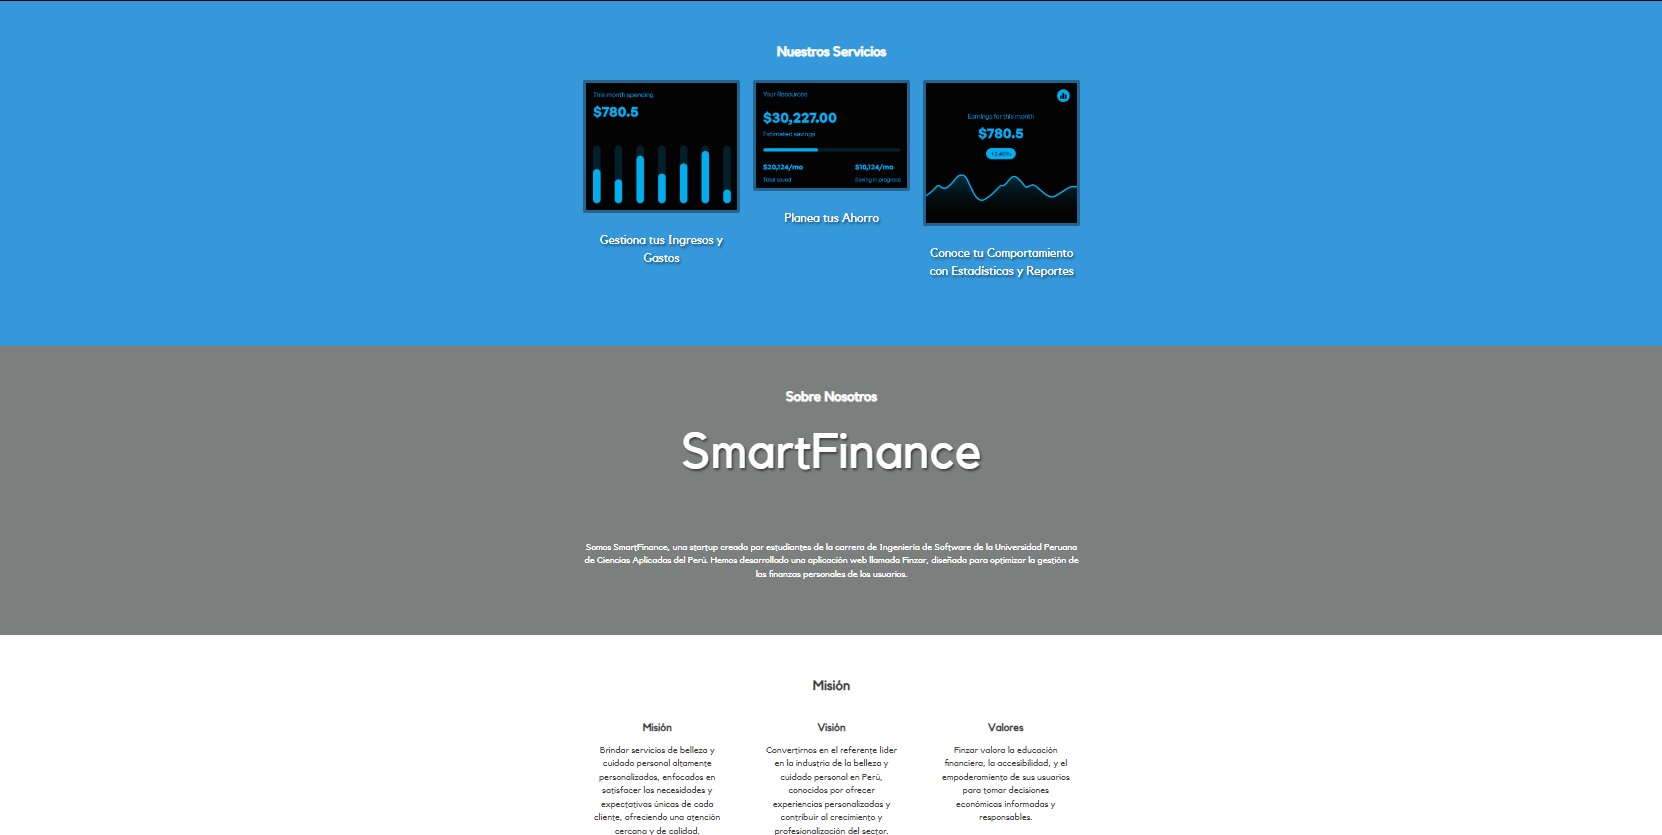 Nuestros Servicios
This month spending
$780.5
Your Resources
$30,227.00
Estimated savings
$20,124/mo
$10,124/mo
Total saved
Saving in progress
Earnings for this month
$780.5
+2.45%
Gestiona tus Ingresos y
Gastos
Planea tus Ahorro
Conoce tu Comportamiento
con Estadísticas y Reportes
Sobre Nosotros
SmartFinance
Somos SmartFinance, una startup creada por estudiantes de la carrera de Ingeniería de Software de la Universidad Peruana
de Ciencias Aplicadas del Perú. Hemos desarrollado una aplicación web llamada Finzar, diseñada para optimizar la gestión de
las finanzas personales de los usuarios.
Misión
Misión
Brindar servicios de belleza y
cuidado personal altamente
personalizados, enfocados en
satisfacer las necesidades y
expectativas únicas de cada
cliente, ofreciendo una atención
cercana y de calidad.
Visión
Convertirnos en el referente líder
en la industria de la belleza y
cuidado personal en Perú,
conocidos por ofrecer
experiencias personalizadas y
contribuir al crecimiento y
profesionalización del sector.
Valores
Finzar valora la educación
financiera, la accesibilidad, y el
empoderamiento de sus usuarios
para tomar decisiones
económicas informadas y
responsables.